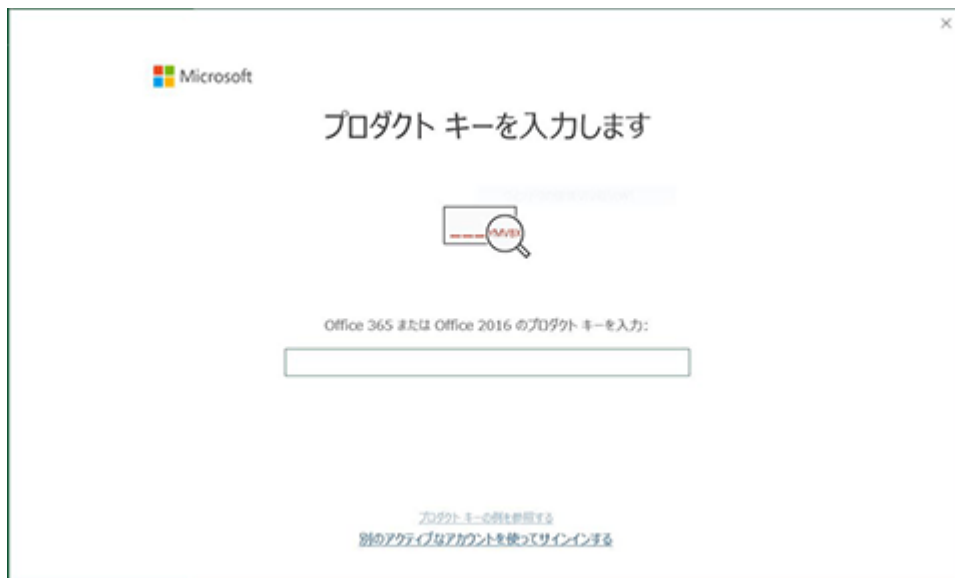 Microsoft
プロダクト キーを入力します
YMVBX
Office 365 または Office 2016 のプロダクト キーを入力:
プロダクト キーの例を参照する
別のアクティブなアカウントを使ってサインインする